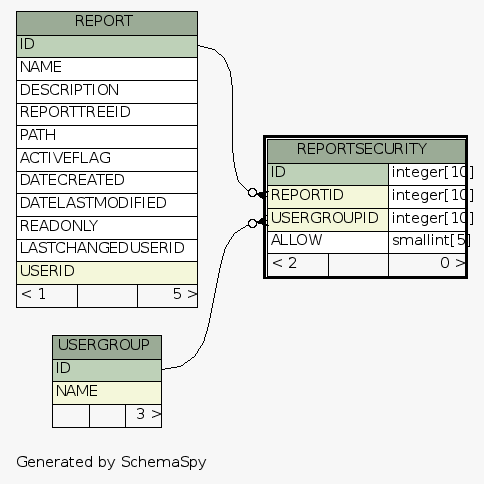 REPORT
ID
NAME
DESCRIPTION
REPORTTREEID
PATH
ACTIVEFLAG
DATECREATED
DATELASTMODIFIED
READONLY
LASTCHANGEDUSERID
USERID
< 1 5 >
REPORTSECURITY
ID integer[10]
REPORTID integer[10]
USERGROUPID integer[10]
ALLOW smallint[5]
< 2 0 >
USERGROUP
ID
NAME
3 >
Generated by SchemaSpy